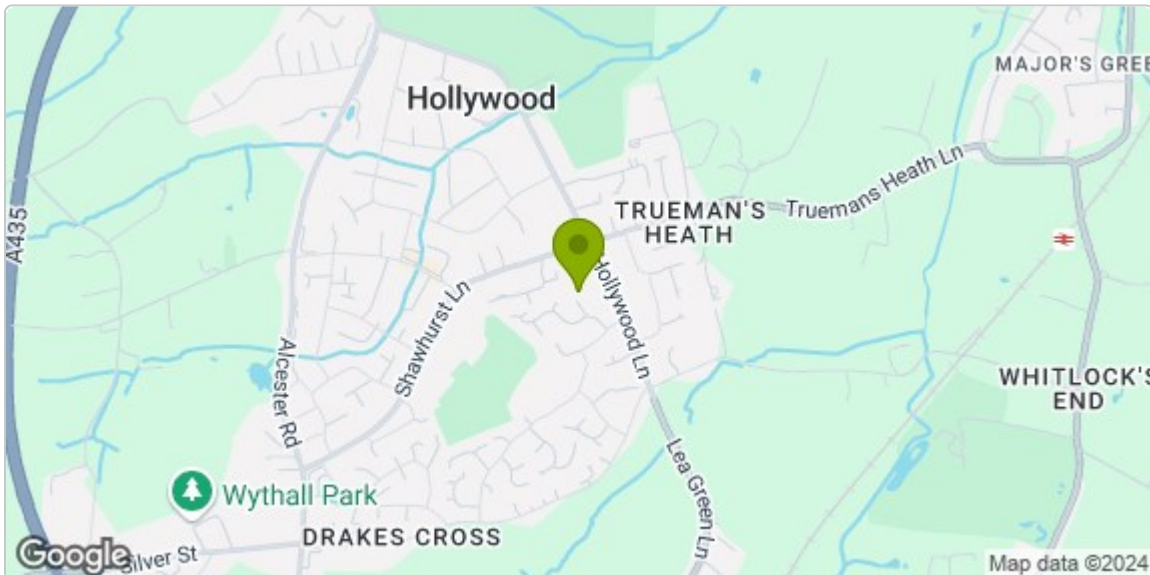 MAJOR'S GREE
Hollywood
Truemans Heath Ln
TRUEMAN'S
HEATH
A435
Hollywood Ln
Shawhurst Ln
Alcester Rd
WHITLOCK'S
END
Lea Green Ln
Wythall Park
DRAKES CROSS
Silver St
Google
Map data ©2024